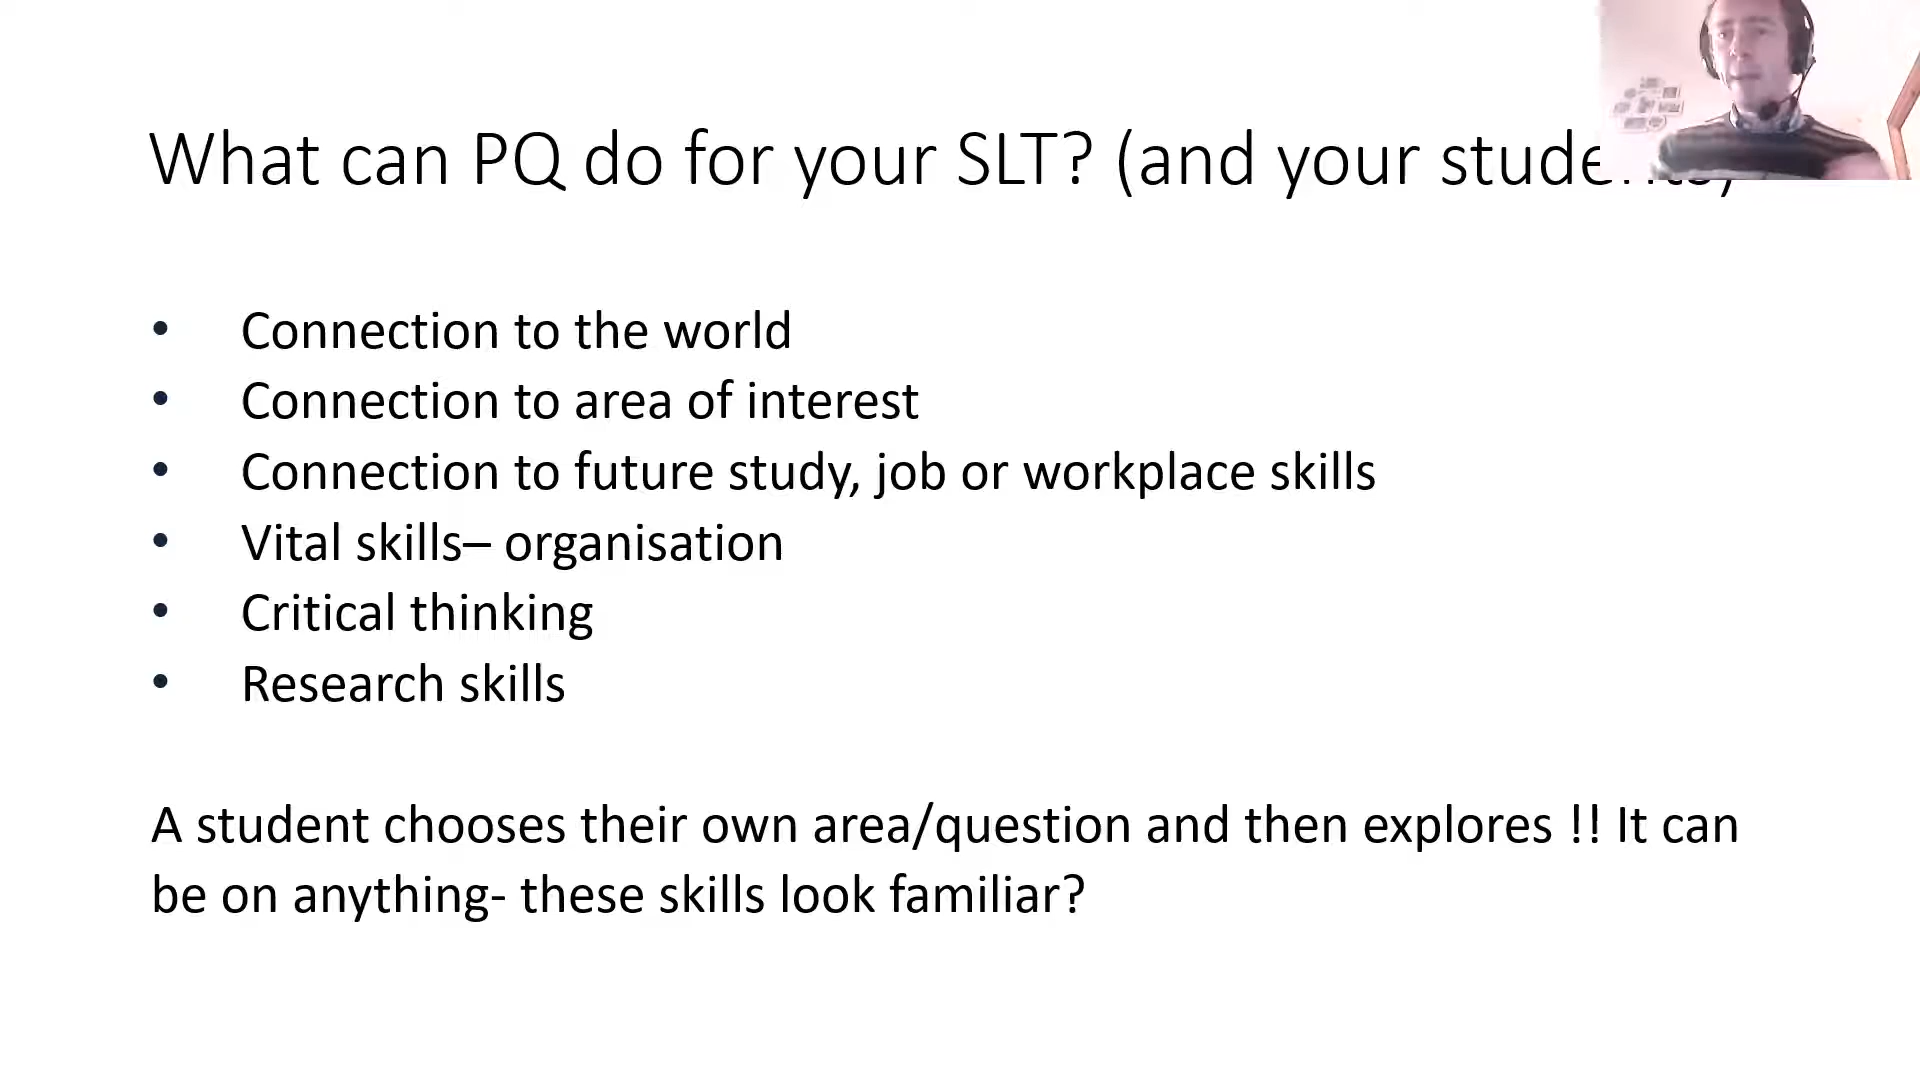 What can PQ do for your SLT? (and your students)
• Connection to the world
• Connection to area of interest
• Connection to future study, job or workplace skills
• Vital skills– organisation
• Critical thinking
• Research skills
A student chooses their own area/question and then explores !! It can
be on anything- these skills look familiar?